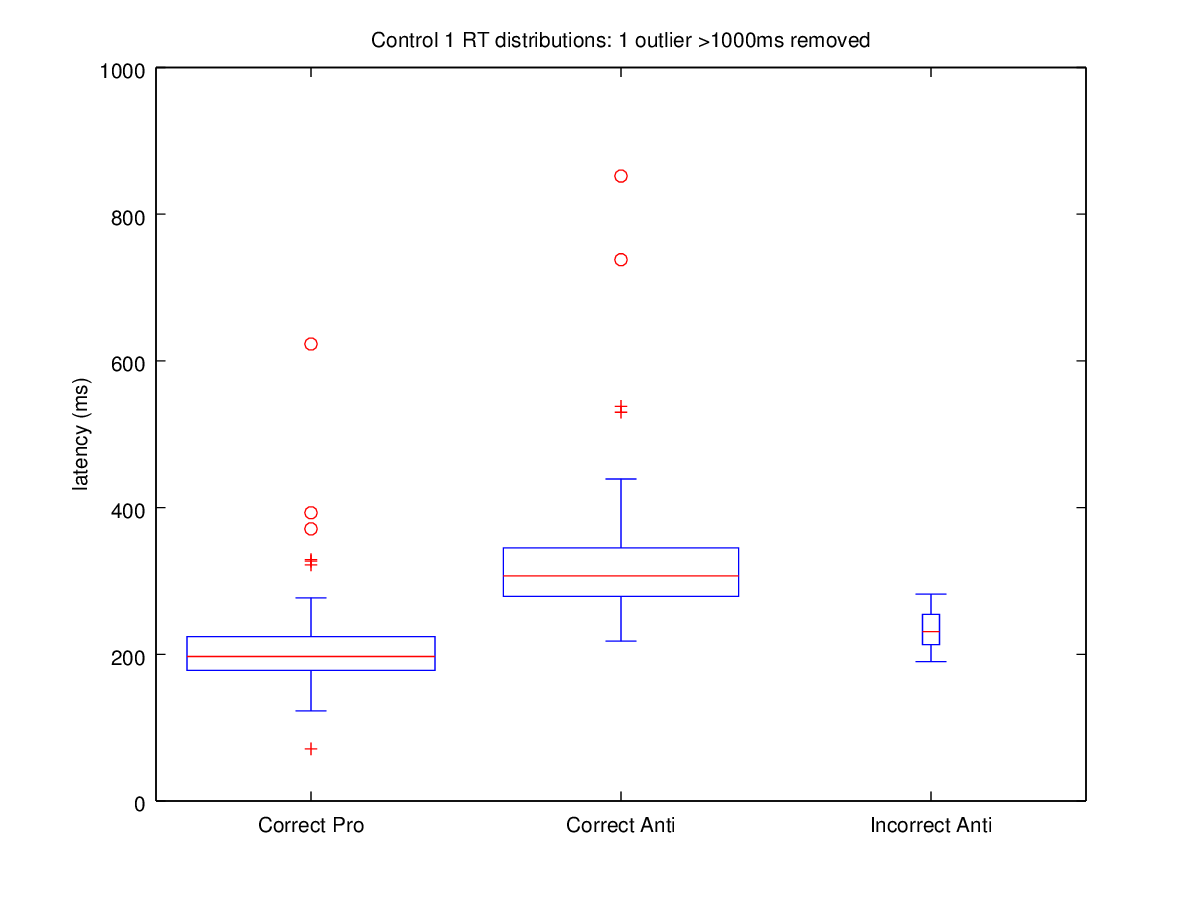 Control 1 RT distributions: 1 outlier >1000ms removed
1000
800
600
400
200
0
latency (ms)
Correct Pro
Correct Anti
Incorrect Anti